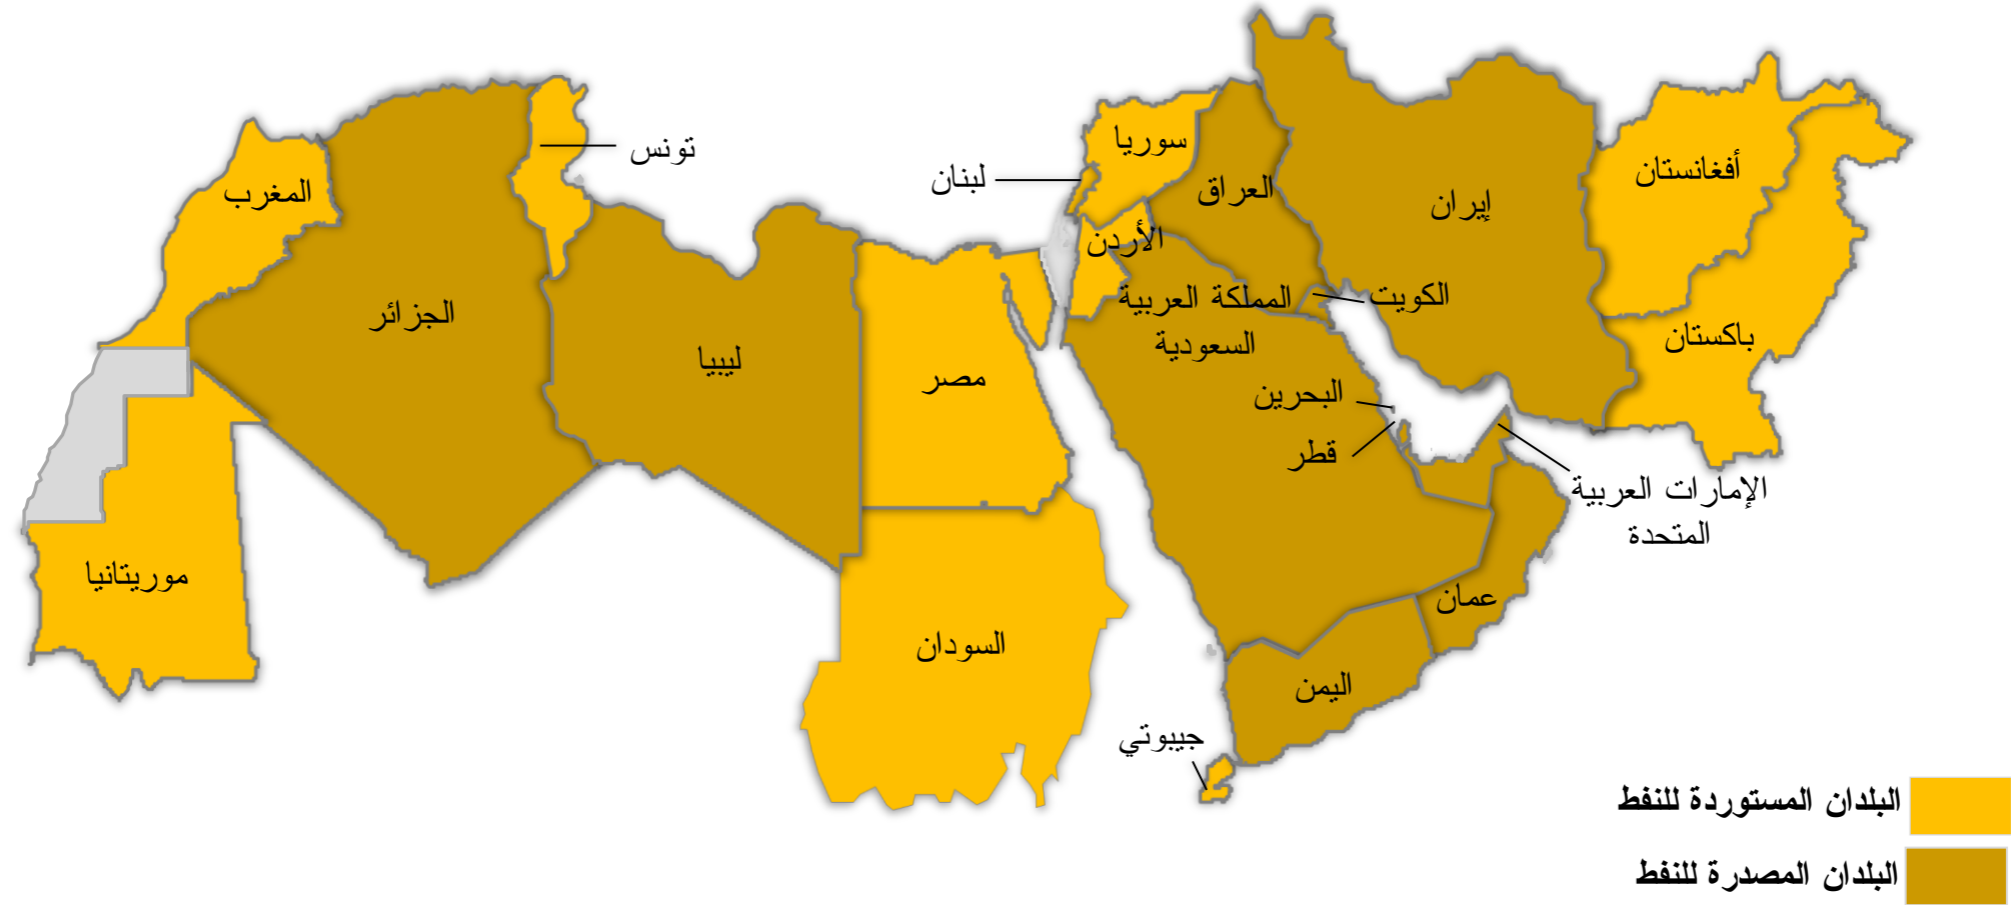 تونس
سوريا
أفغانستان
لبنان
المغرب
العراق
إيران
الأردن
الجزائر
المملكة العربية
السعودية
الكويت
باكستان
ليبيا
مصر
البحرين
قطر
الإمارات العربية
المتحدة
موريتانيا
عمان
السودان
اليمن
جيبوتي
البلدان المستوردة للنفط
البلدان المصدرة للنفط